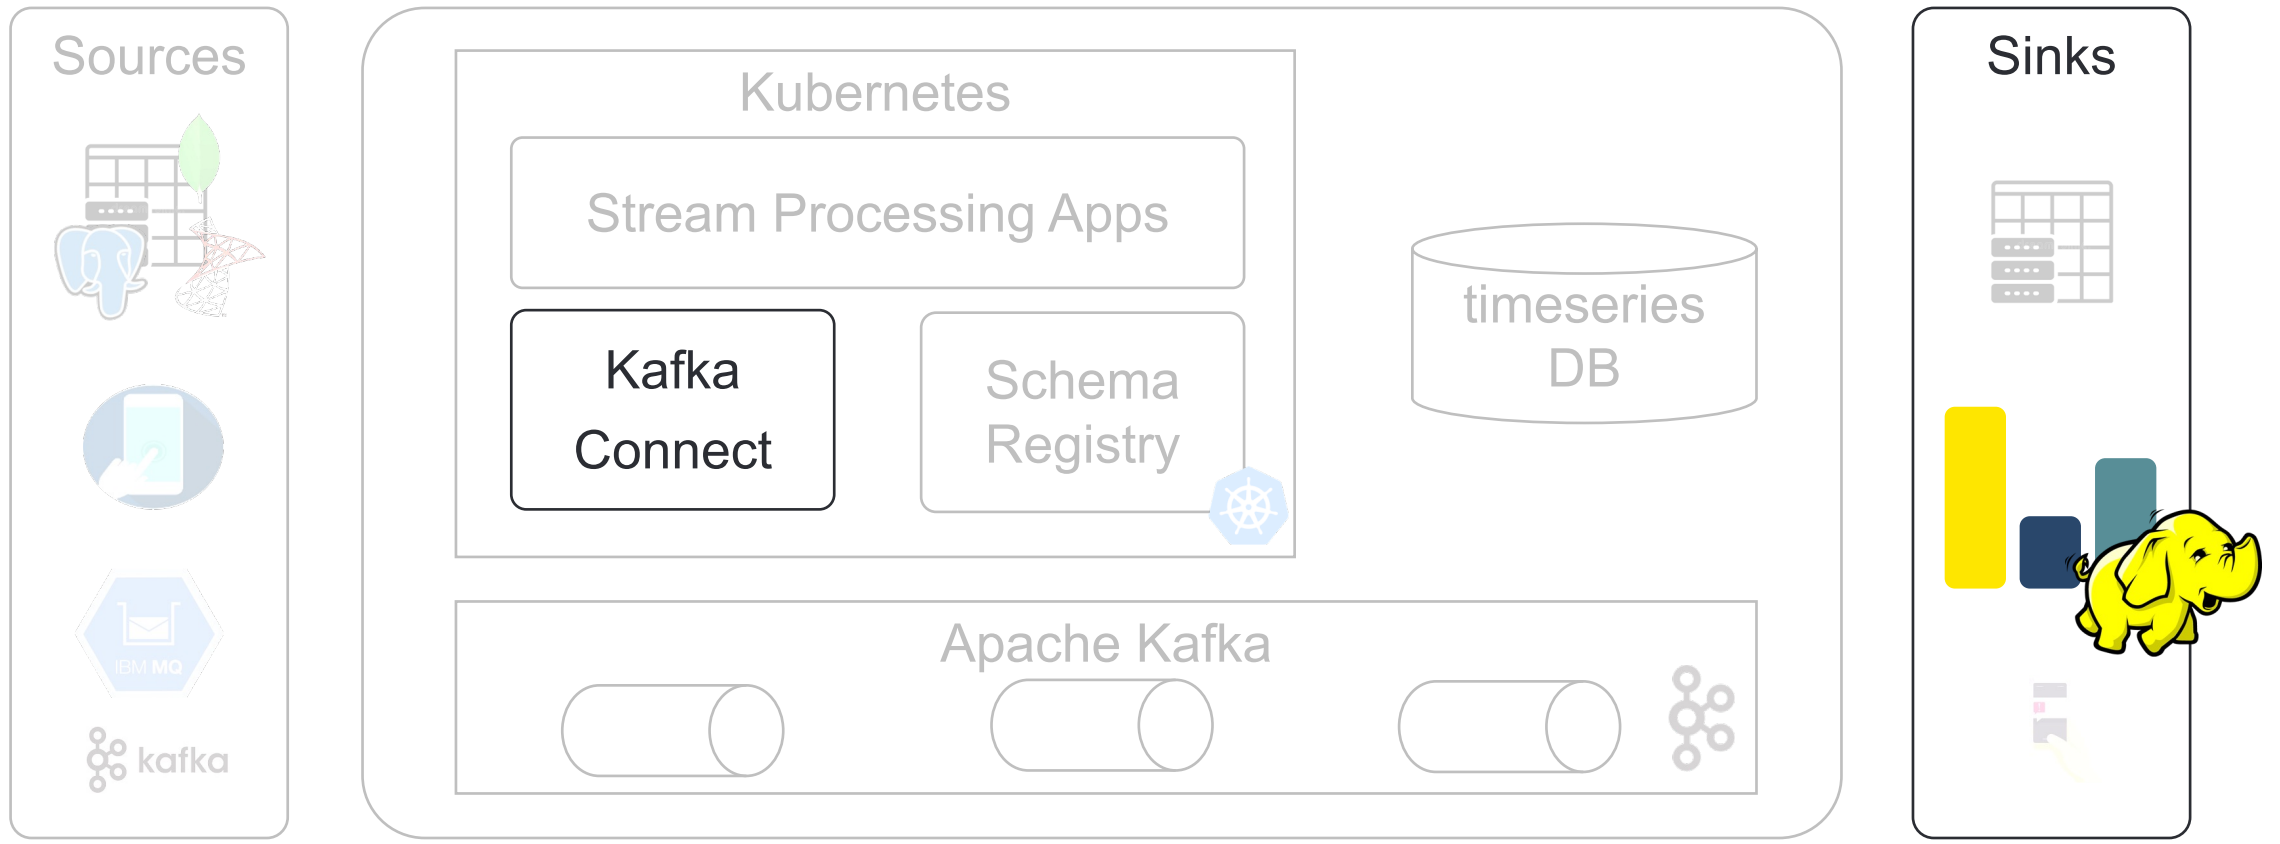 Sources
Kubernetes
Stream Processing Apps
Kafka
Connect
Schema
Registry
timeseries
DB
Apache Kafka
IBM MQ
kafka
Sinks